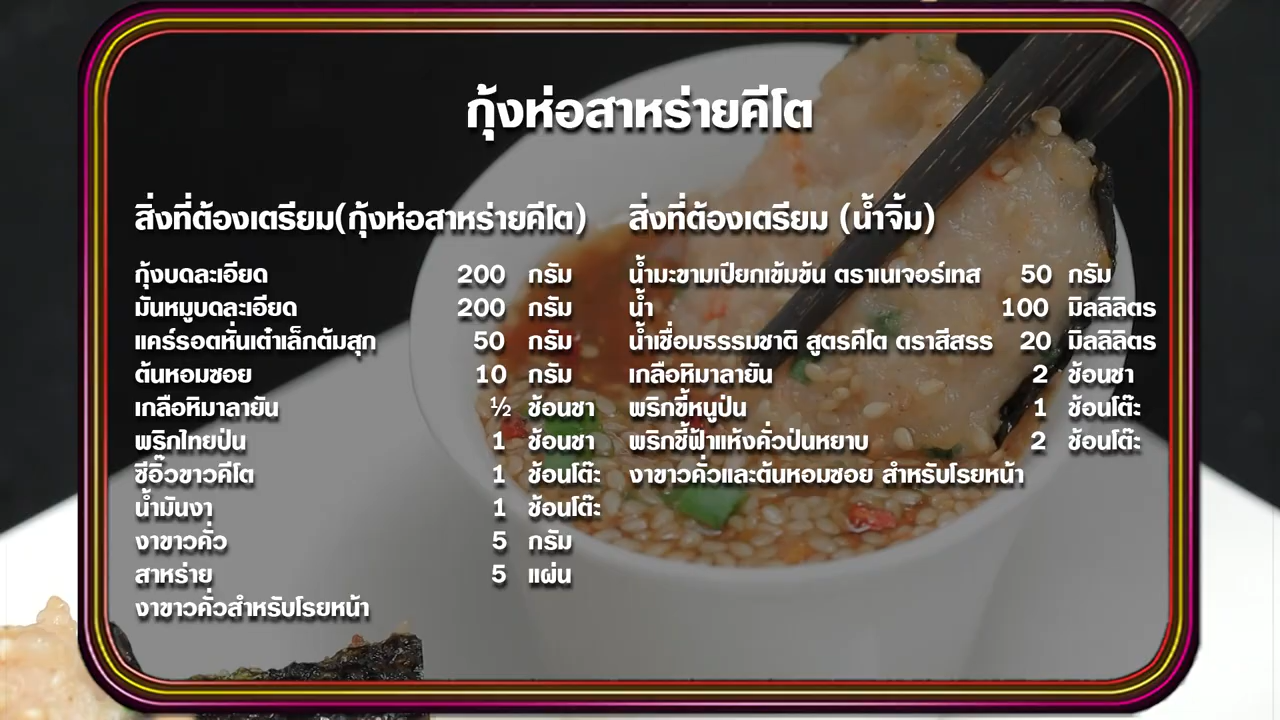 กุ้งห่อสาหร่ายคีโต
สิ่งที่ต้องเตรียม(กุ้งห่อสาหร่ายคีโต)
กุ้งบดละเอียด 200 กรัม
มันหมูบดละเอียด 200 กรัม
แคร์รอตหั่นเต๋าเล็กต้มสุก 50 กรัม
ต้นหอมซอย 10 กรัม
เกลือหิมาลายัน ½ ช้อนชา
พริกไทยป่น 1 ช้อนชา
ซีอิ๊วขาวคีโต 1 ช้อนโต๊ะ
น้ำมันงา 1 ช้อนโต๊ะ
งาขาวคั่ว 5 กรัม
สาหร่าย 5 แผ่น
งาขาวคั่วสำหรับโรยหน้า
สิ่งที่ต้องเตรียม (น้ำจิ้ม)
น้ำมะขามเปียกเข้มข้น ตราเนเจอร์เทส 50 กรัม
น้ำ 100 มิลลิลิตร
น้ำเชื่อมธรรมชาติ สูตรคีโต ตราสีสรร 20 มิลลิลิตร
เกลือหิมาลายัน 2 ช้อนชา
พริกขี้หนูป่น 1 ช้อนโต๊ะ
พริกชี้ฟ้าแห้งคั่วป่นหยาบ 2 ช้อนโต๊ะ
งาขาวคั่วและต้นหอมซอย สำหรับโรยหน้า